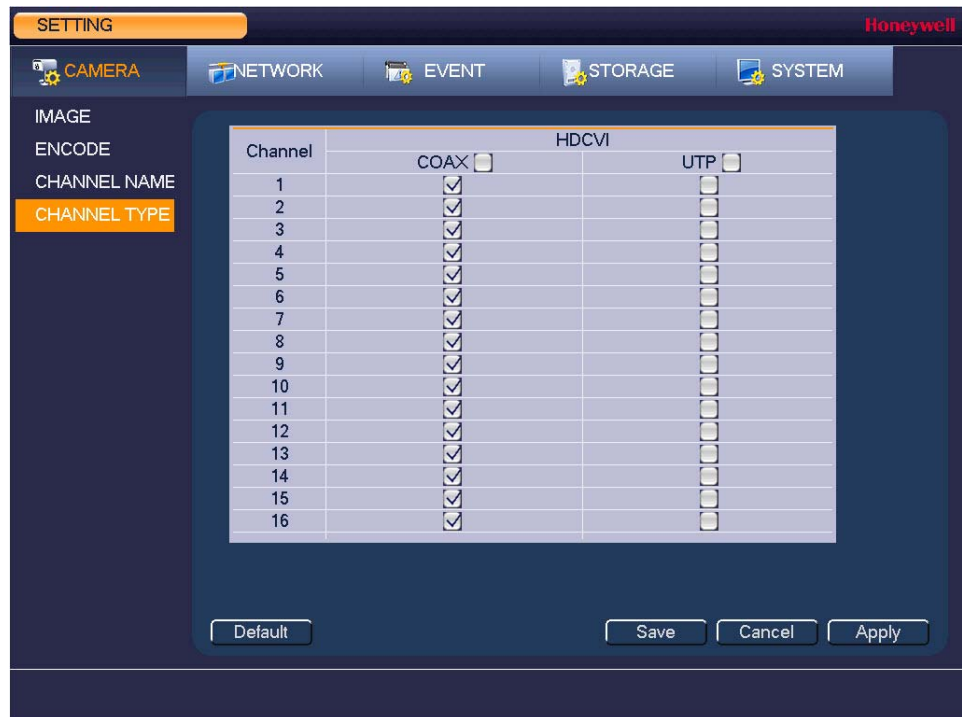 SETTING
Honeywell
CAMERA NETWORK EVENT STORAGE SYSTEM
IMAGE
ENCODE
CHANNEL NAME
CHANNEL TYPE
Channel HDCVI
COAX UTP
1
2
3
4
5
6
7
8
9
10
11
12
13
14
15
16
Default Save Cancel Apply